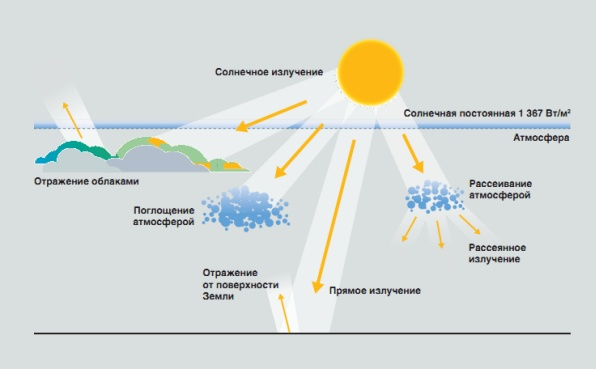 Солнечное излучение
Солнечная постоянная 1 367 Вт/м²
Атмосфера
Отражение облаками
Поглощение
атмосферой
Рассеивание
атмосферой
Рассеянное
излучение
Отражение
от поверхности
Земли
Прямое излучение